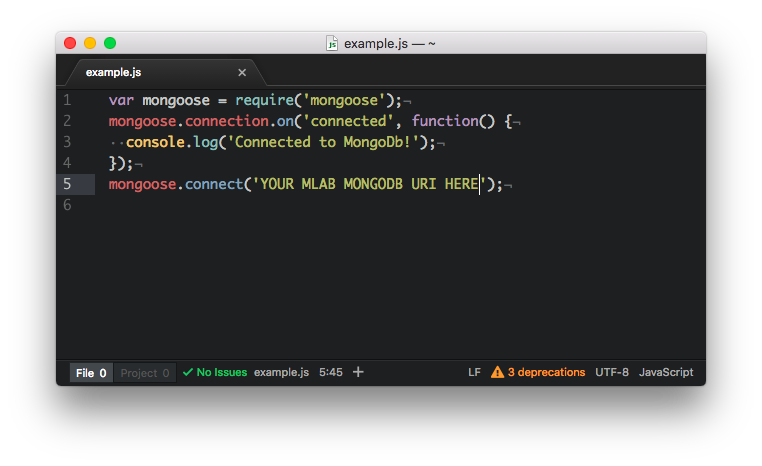 JS example.js — ~
example.js ×
1 var mongoose = require('mongoose');¬
2 mongoose.connection.on('connected', function() {¬
3 ··console.log('Connected to MongoDb!');¬
4 });¬
5 mongoose.connect('YOUR MLAB MONGODB URI HERE');¬
6
File 0 Project 0 ✓ No Issues example.js 5:45 + LF 3 deprecations UTF-8 JavaScript